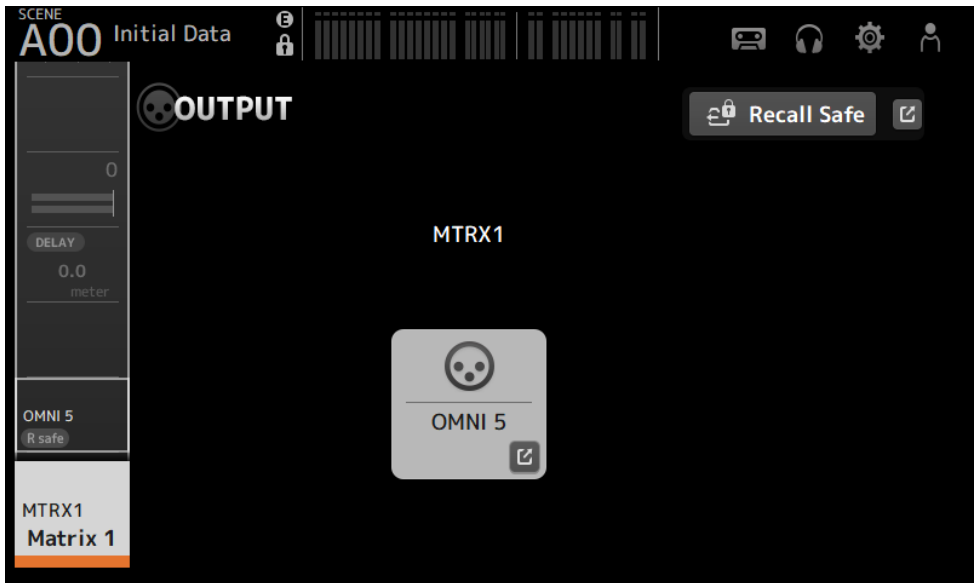 SCENE
A00 Initial Data
E
OUTPUT
Recall Safe
0
DELAY
0.0
meter
MTRX1
OMNI 5
OMNI 5
R safe
MTRX1
Matrix 1